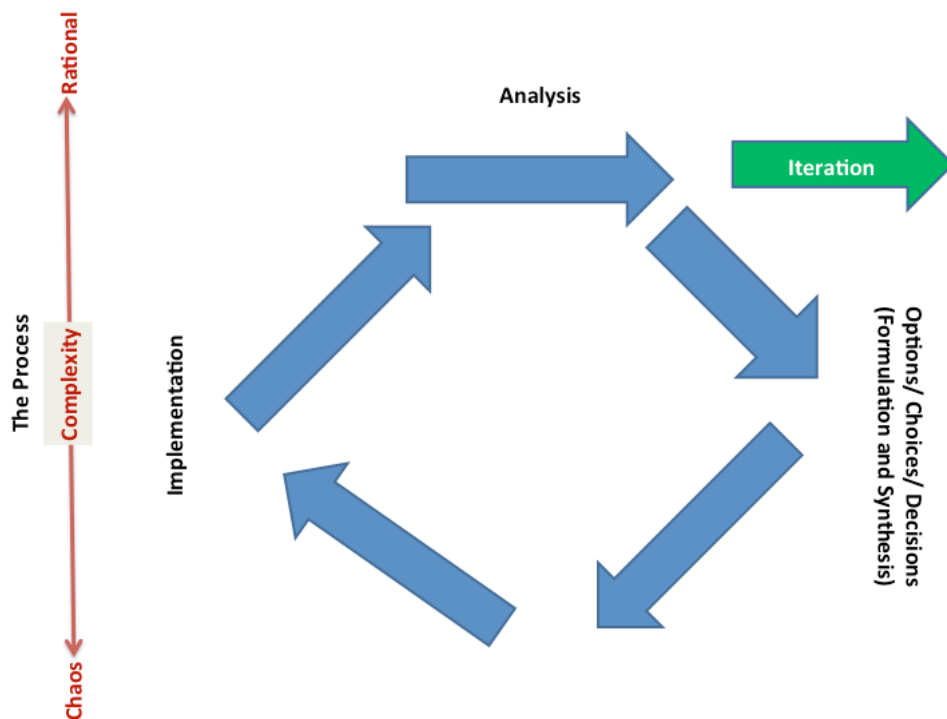 Rational
Analysis
Iteration
The Process
Complexity
Implementation
Options/ Choices/ Decisions
(Formulation and Synthesis)
Chaos